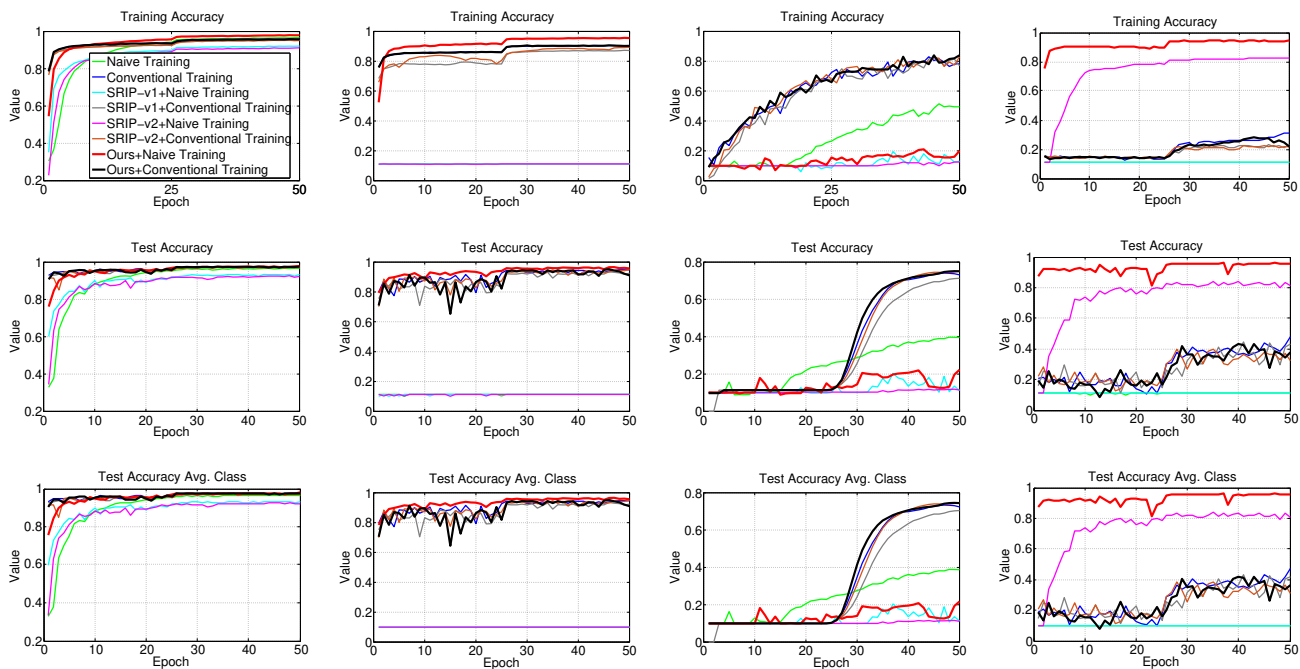 Training Accuracy
1
0.8
0.6
0.4
0.2
Value
25
50
Epoch
Naive Training
Conventional Training
SRIP-v1+Naive Training
SRIP-v1+Conventional Training
SRIP-v2+Naive Training
SRIP-v2+Conventional Training
Ours+Naive Training
Ours+Conventional Training
Training Accuracy
1
0.8
0.6
0.4
0.2
0
Value
0 10 20 30 40 50
Epoch
Training Accuracy
1
0.8
0.6
0.4
0.2
0
Value
25
50
Epoch
Training Accuracy
1
0.8
0.6
0.4
0.2
0
Value
0 10 20 30 40 50
Epoch
Test Accuracy
1
0.8
0.6
0.4
0.2
Value
0 10 20 30 40 50
Epoch
Test Accuracy
1
0.8
0.6
0.4
0.2
0
Value
0 10 20 30 40 50
Epoch
Test Accuracy
0.8
0.6
0.4
0.2
0
Value
0 10 20 30 40 50
Epoch
Test Accuracy
1
0.8
0.6
0.4
0.2
0
Value
0 10 20 30 40 50
Epoch
Test Accuracy Avg. Class
1
0.8
0.6
0.4
0.2
Value
0 10 20 30 40 50
Epoch
Test Accuracy Avg. Class
1
0.8
0.6
0.4
0.2
0
Value
0 10 20 30 40 50
Epoch
Test Accuracy Avg. Class
0.8
0.6
0.4
0.2
0
Value
0 10 20 30 40 50
Epoch
Test Accuracy Avg. Class
1
0.8
0.6
0.4
0.2
0
Value
0 10 20 30 40 50
Epoch